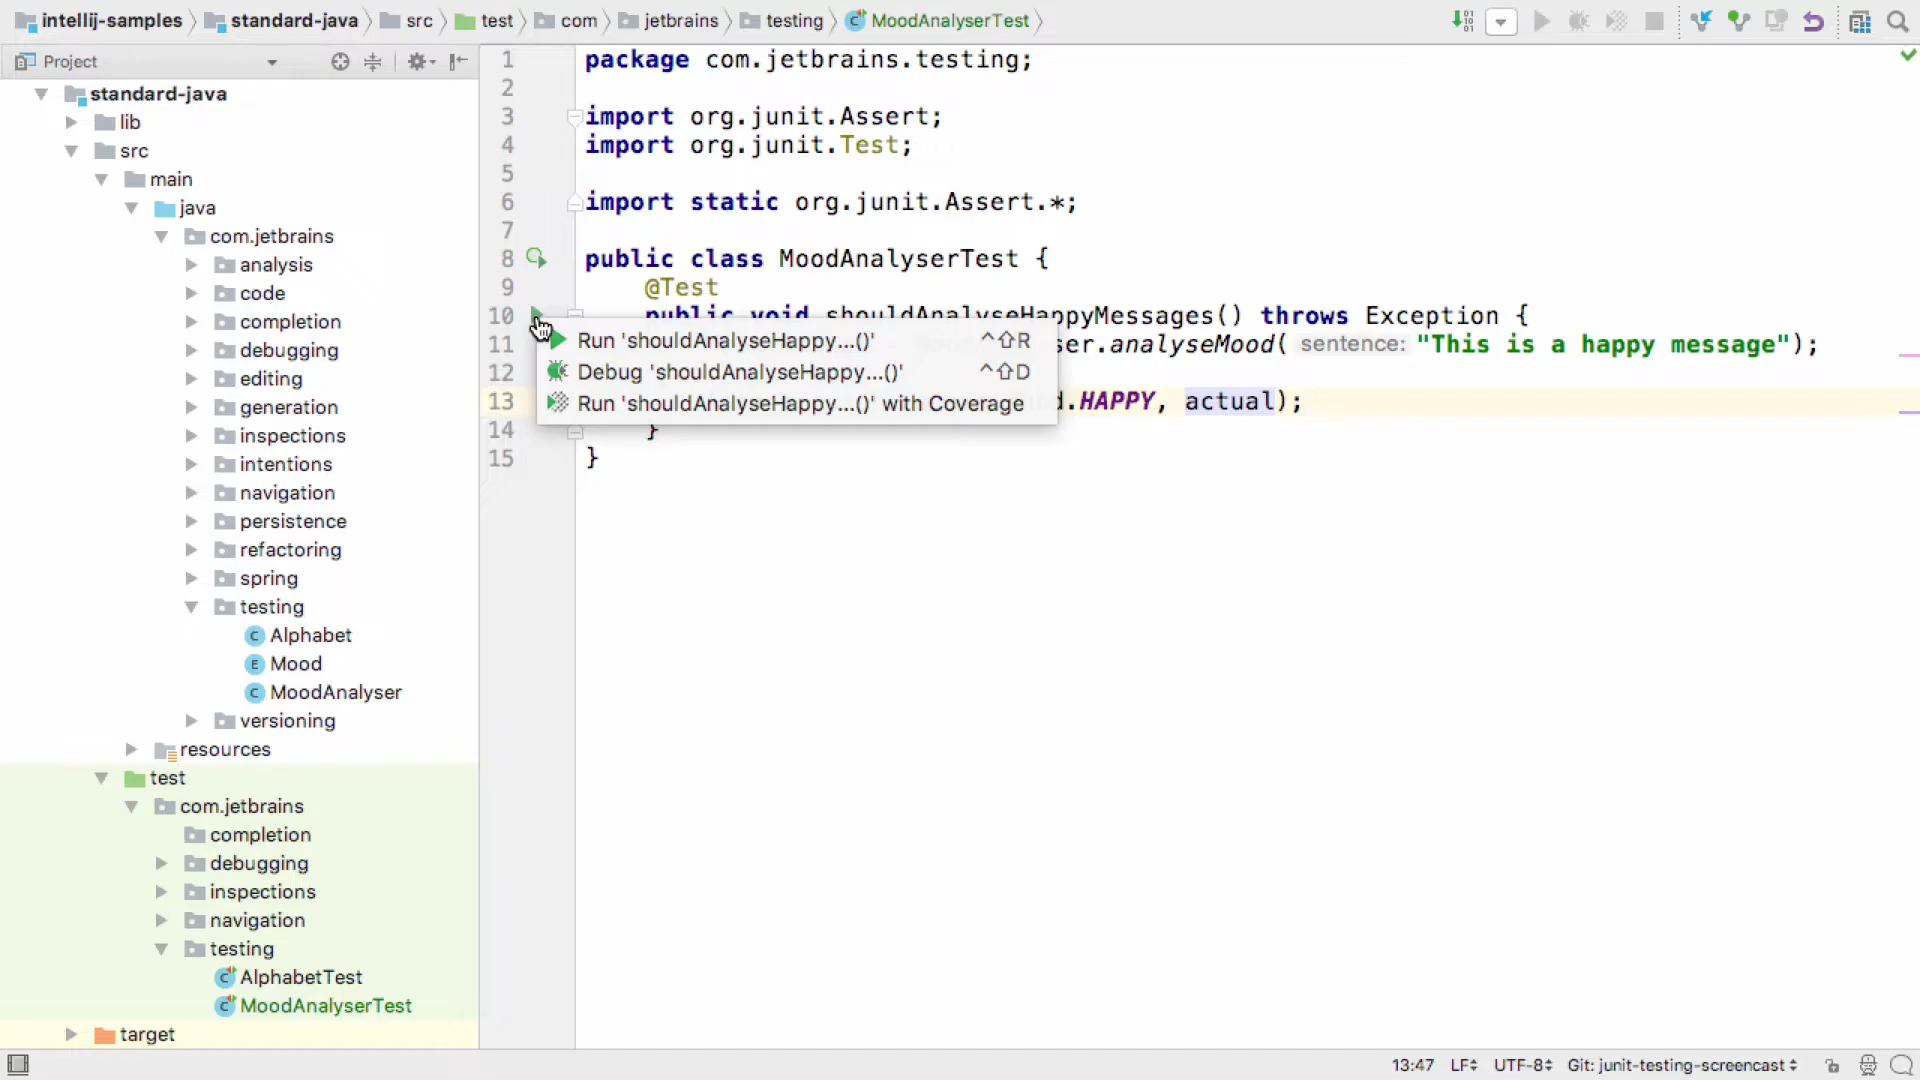 intellij-samples standard-java src test com jetbrains testing MoodAnalyserTest
Project
standard-java
lib
src
main
java
com.jetbrains
analysis
code
completion
debugging
editing
generation
inspections
intentions
navigation
persistence
refactoring
spring
testing
Alphabet
Mood
MoodAnalyser
versioning
resources
test
com.jetbrains
completion
debugging
inspections
navigation
testing
AlphabetTest
MoodAnalyserTest
target
1 package com.jetbrains.testing;
2
3 import org.junit.Assert;
4 import org.junit.Test;
5
6 import static org.junit.Assert.*;
7
8 public class MoodAnalyserTest {
9 @Test
10 public void shouldAnalyseHappyMessages() throws Exception {
11 ser.analyseMood( sentence: "This is a happy message");
12
13 d.HAPPY, actual);
14 }
15 }
Run 'shouldAnalyseHappy...()' ^⇧R
Debug 'shouldAnalyseHappy...()' ^⇧D
Run 'shouldAnalyseHappy...()' with Coverage
13:47 LF UTF-8 Git: junit-testing-screencast